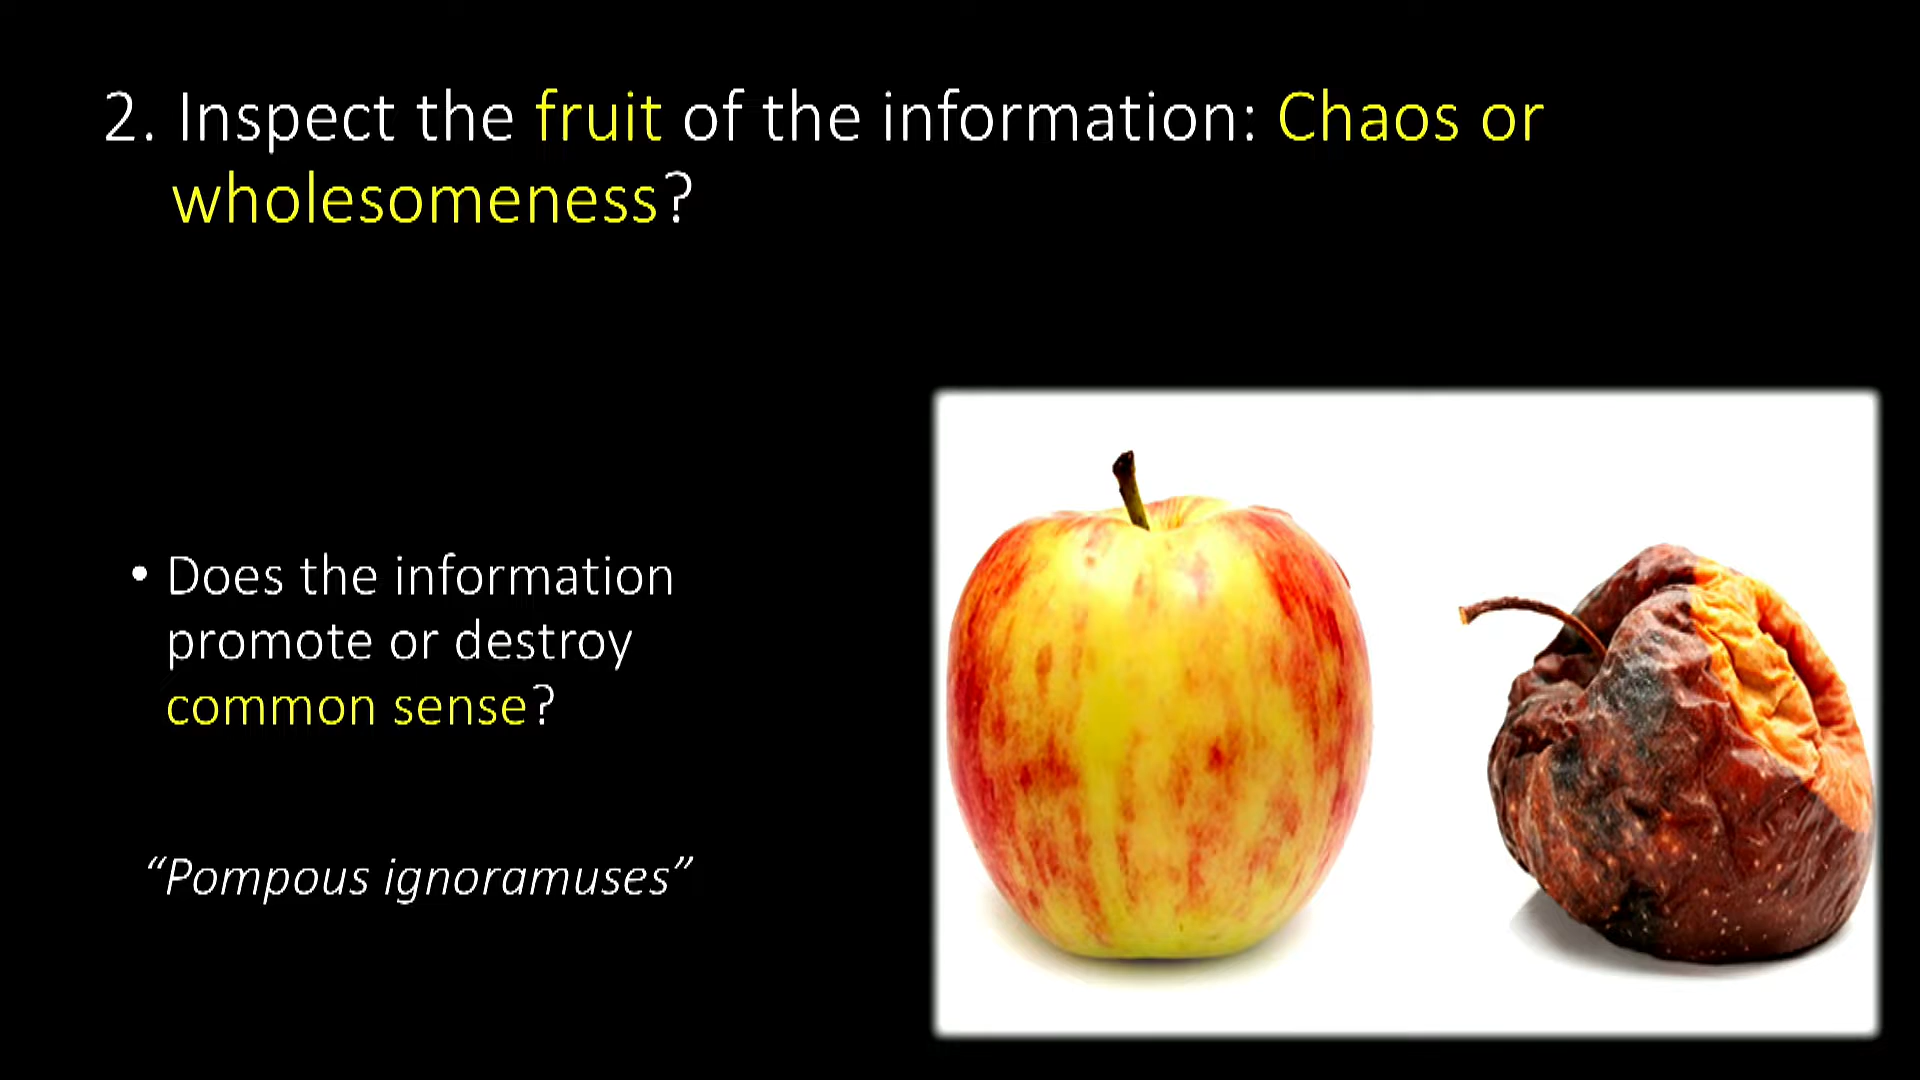 2. Inspect the fruit of the information: Chaos or
wholesomeness?
• Does the information
promote or destroy
common sense?
“Pompous ignoramuses”